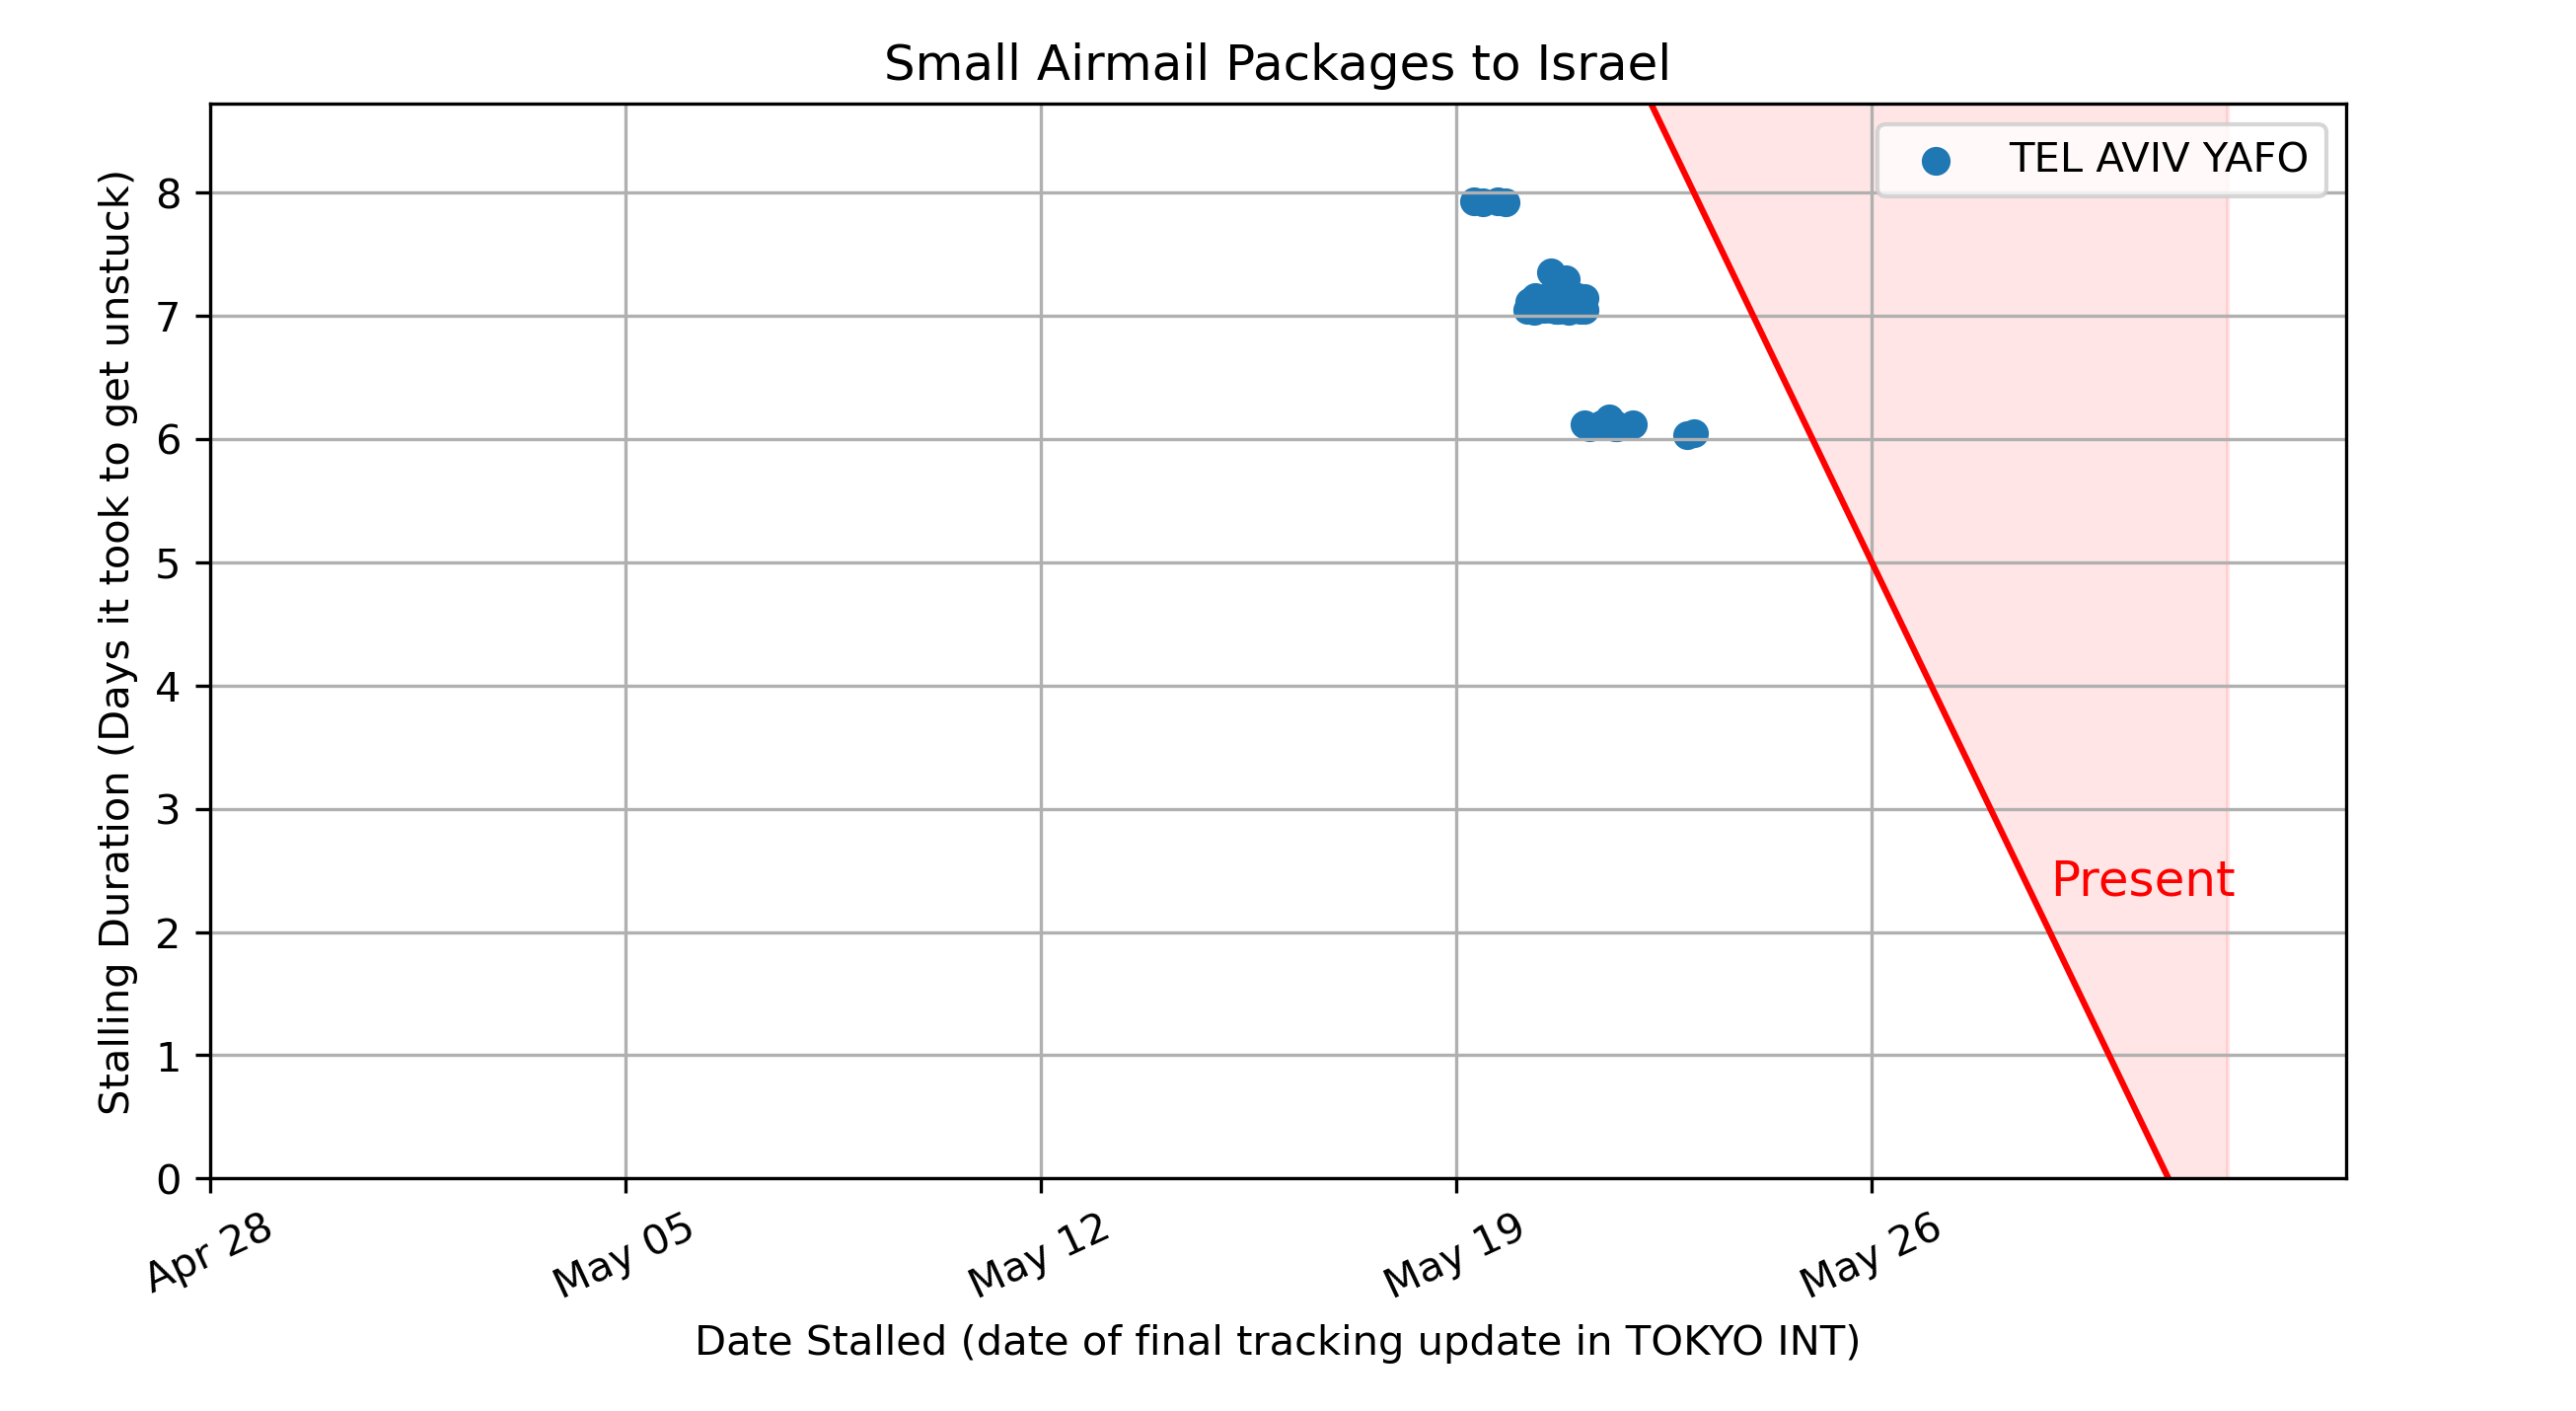 Small Airmail Packages to Israel
TEL AVIV YAFO
Stalling Duration (Days it took to get unstuck)
8
7
6
5
4
3
2
1
0
Present
Apr 28
May 05
May 12
May 19
May 26
Date Stalled (date of final tracking update in TOKYO INT)